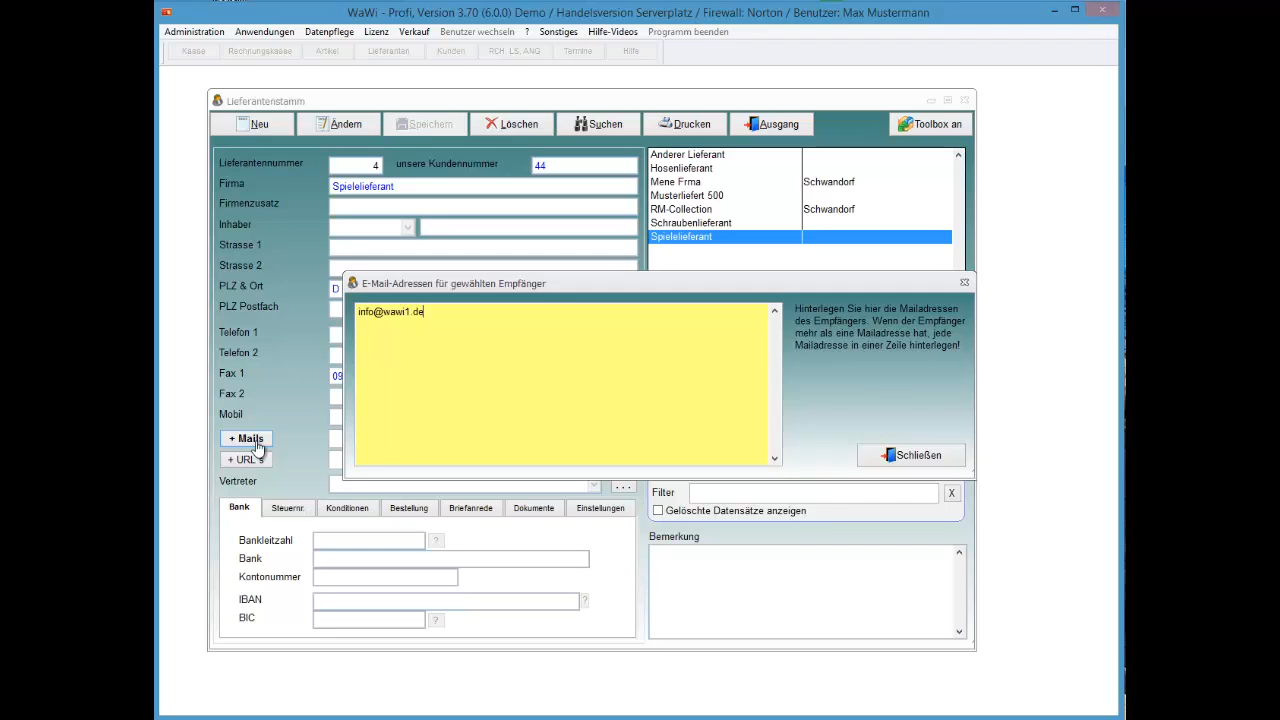 WaWi - Profi, Version 3.70 (6.0.0) Demo / Handelsversion Serverplatz / Firewall: Norton / Benutzer: Max Mustermann
Administration Anwendungen Datenpflege Lizenz Einkauf Verkauf Benutzer wechseln ? Sonstiges Hilfe-Videos Programm beenden
Kasse Rechnungskasse Artikel Lieferanten Kunden RCH, LS, ANG Termine Hilfe
Lieferantenstamm
Neu Ändern Speichern Löschen Suchen Drucken Ausgang Toolbox an
Lieferantennummer 4 unsere Kundennummer 44
Firma Spielelieferant
Firmenzusatz
Inhaber
Strasse 1
Strasse 2
PLZ & Ort D
PLZ Postfach
Telefon 1
Telefon 2
Fax 1 09
Fax 2
Mobil
+ Mails
+ URL's
Vertreter ...
Anderer Lieferant
Hosenlieferant
Mene Frma Schwandorf
Musterliefert 500
RM-Collection Schwandorf
Schraubenlieferant
Spielelieferant
E-Mail-Adressen für gewählten Empfänger
info@wawi1.de
Hinterlegen Sie hier die Mailadressen
des Empfängers. Wenn der Empfänger
mehr als eine Mailadresse hat, jede
Mailadresse in einer Zeile hinterlegen!
Schließen
Filter X
Gelöschte Datensätze anzeigen
Bank Steuernr. Konditionen Bestellung Briefanrede Dokumente Einstellungen
Bankleitzahl ?
Bank
Kontonummer
IBAN ?
BIC ?
Bemerkung